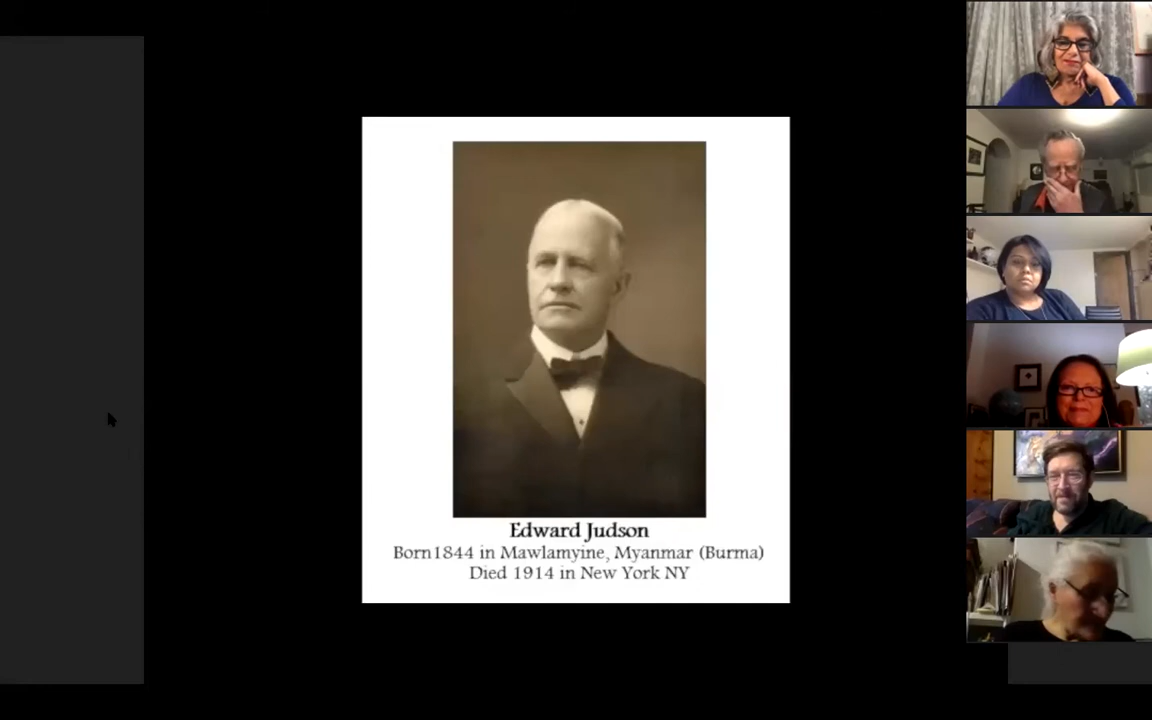 Edward Judson
Born1844 in Mawlamyine, Myanmar (Burma)
Died 1914 in New York NY